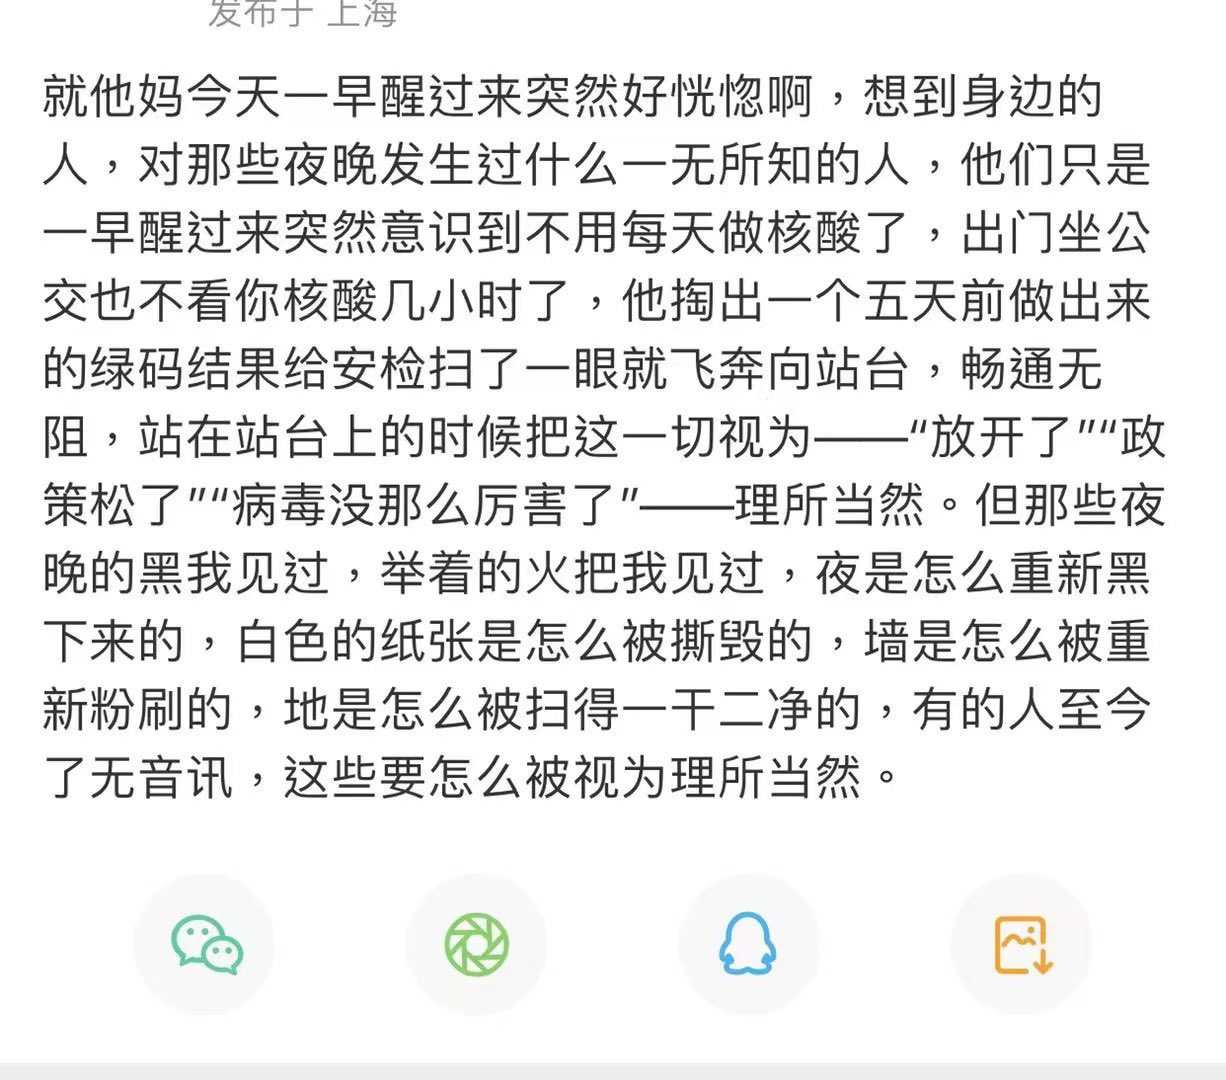 发布于 上海
就他妈今天一早醒过来突然好恍惚啊，想到身边的
人，对那些夜晚发生过什么一无所知的人，他们只是
一早醒过来突然意识到不用每天做核酸了，出门坐公
交也不看你核酸几小时了，他掏出一个五天前做出来
的绿码结果给安检扫了一眼就飞奔向站台，畅通无
阻，站在站台上的时候把这一切视为——“放开了”“政
策松了”“病毒没那么厉害了”——理所当然。但那些夜
晚的黑我见过，举着的火把我见过，夜是怎么重新黑
下来的，白色的纸张是怎么被撕毁的，墙是怎么被重
新粉刷的，地是怎么被扫得一干二净的，有的人至今
了无音讯，这些要怎么被视为理所当然。